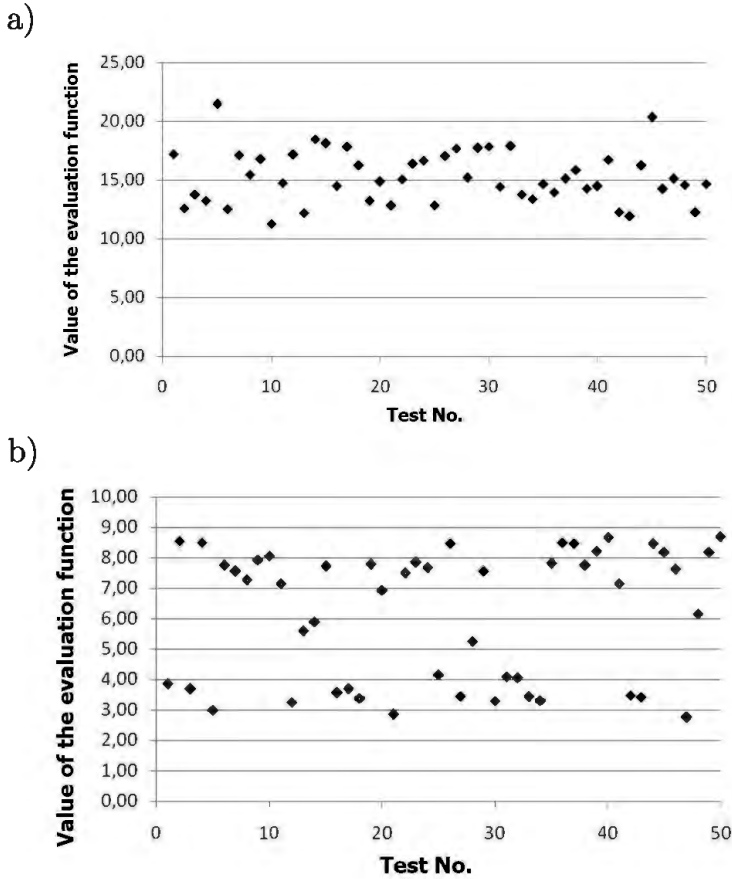 a)
Value of the evaluation function
25,00
20,00
15,00
10,00
5,00
0,00
0 10 20 30 40 50
Test No.
b)
Value of the evaluation function
10,00
9,00
8,00
7,00
6,00
5,00
4,00
3,00
2,00
1,00
0,00
0 10 20 30 40 50
Test No.